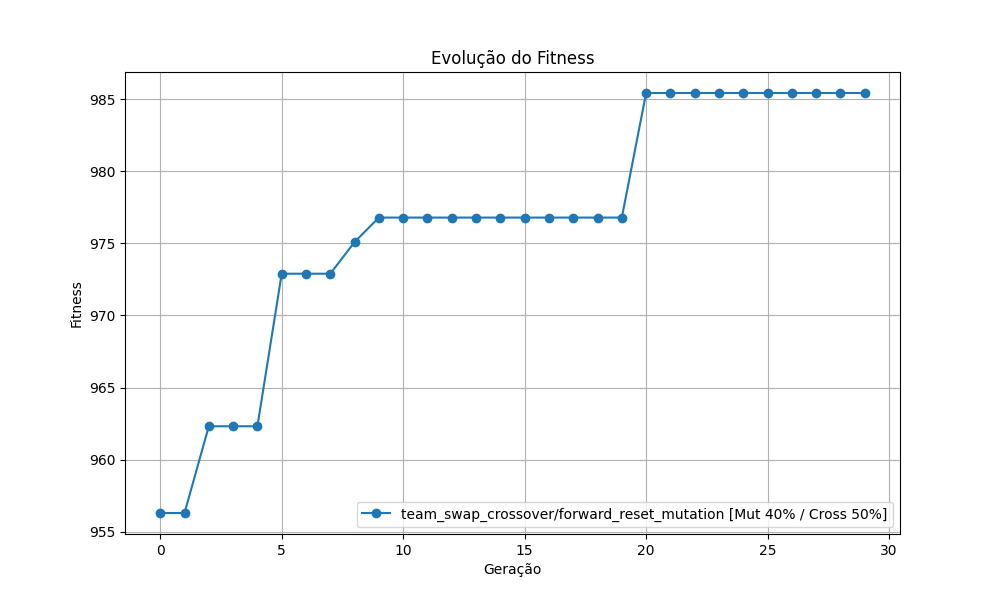 Evolução do Fitness
985
980
975
970
965
960
955
Fitness
team_swap_crossover/forward_reset_mutation [Mut 40% / Cross 50%]
0 5 10 15 20 25 30
Geração